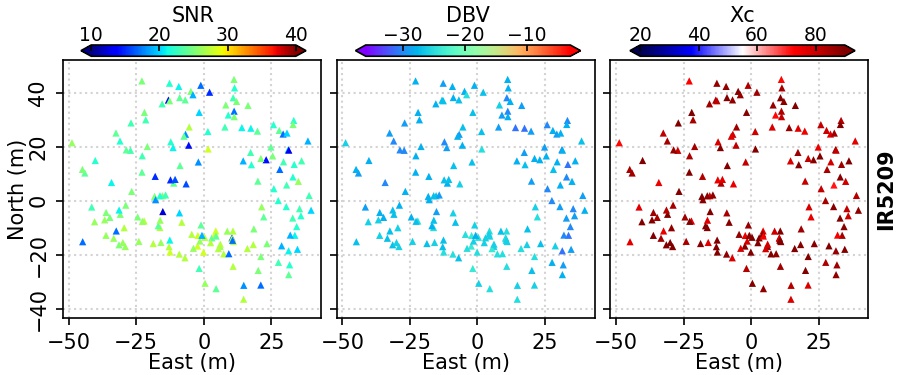 SNR DBV Xc
10 20 30 40 −30 −20 −10 20 40 60 80
North (m)
40
20
0
−20
−40
−50 −25 0 25 −50 −25 0 25 −50 −25 0 25
East (m) East (m) East (m)
IR5209